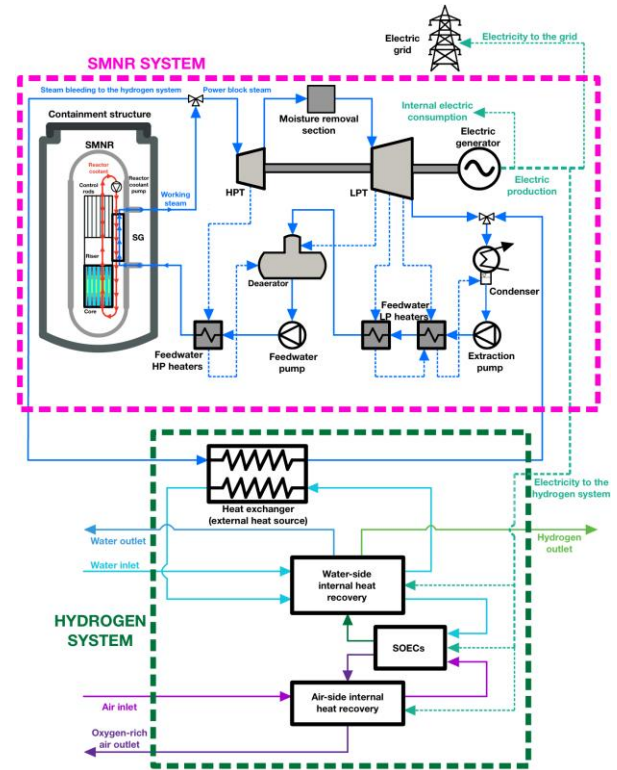 Electric
grid
Electricity to the grid
SMNR SYSTEM
Steam bleeding to the hydrogen system
Power block steam
Containment structure
Moisture removal
section
Internal electric
consumption
Electric
generator
SMNR
Reactor
coolant
Reactor
coolant
pump
Control
rods
Working
steam
HPT
LPT
Electric
production
SG
Riser
Core
Deaerator
Condenser
Feedwater
LP heaters
Feedwater
HP heaters
Feedwater
pump
Extraction
pump
Heat exchanger
(external heat source)
Electricity to the
hydrogen system
Water outlet
Hydrogen
outlet
Water inlet
Water-side
internal heat
recovery
HYDROGEN
SYSTEM
SOECs
Air inlet
Air-side internal
heat recovery
Oxygen-rich
air outlet